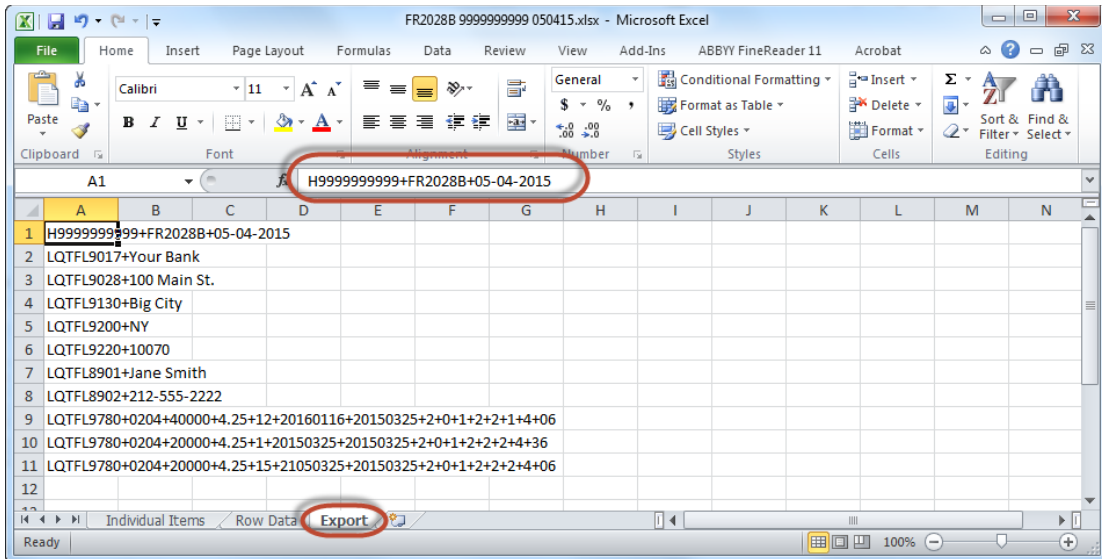 FR2028B 9999999999 050415.xlsx - Microsoft Excel
File Home Insert Page Layout Formulas Data Review View Add-Ins ABBYY FineReader 11 Acrobat
Paste
Calibri 11 A A
B I U A
General
$ % ,
.0 .00 .00 .0
Conditional Formatting
Format as Table
Cell Styles
Insert
Delete
Format
Σ
Sort & Filter
Find & Select
Clipboard Font Alignment Number Styles Cells Editing
A1 fx H9999999999+FR2028B+05-04-2015
A B C D E F G H I J K L M N
1 H9999999999+FR2028B+05-04-2015
2 LQTFL9017+Your Bank
3 LQTFL9028+100 Main St.
4 LQTFL9130+Big City
5 LQTFL9200+NY
6 LQTFL9220+10070
7 LQTFL8901+Jane Smith
8 LQTFL8902+212-555-2222
9 LQTFL9780+0204+40000+4.25+12+20160116+20150325+2+0+1+2+2+1+4+06
10 LQTFL9780+0204+20000+4.25+1+20150325+20150325+2+0+1+2+2+2+4+36
11 LQTFL9780+0204+20000+4.25+15+21050325+20150325+2+0+1+2+2+2+4+06
12
Individual Items Row Data Export
Ready 100%